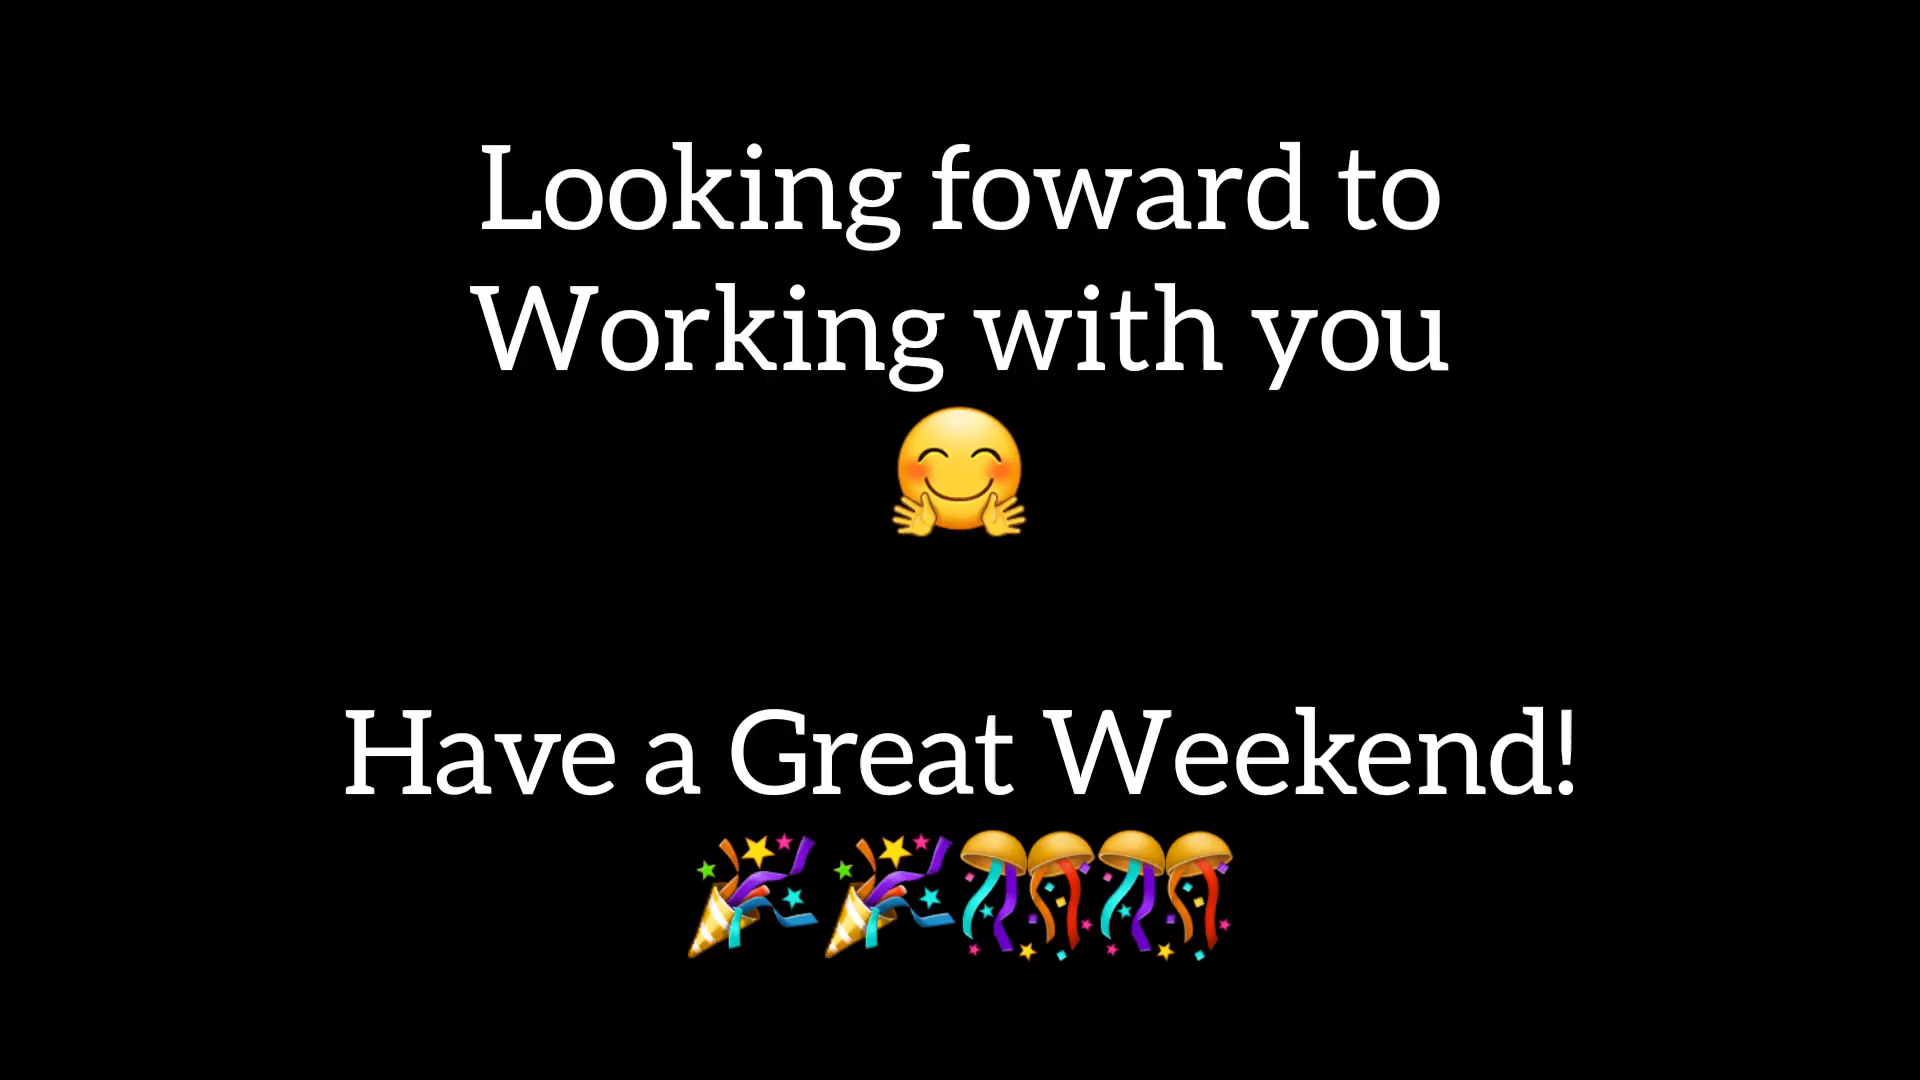 Looking foward to
Working with you
🤗
Have a Great Weekend!
🎉🎉🎊🎊